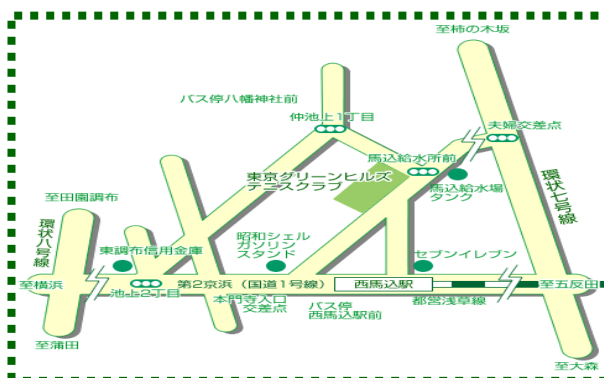 至柿の木坂
バス停八幡神社前
仲池上1丁目
夫婦交差点
馬込給水所前
東京グリーンヒルズ
テニスクラブ
馬込給水場
タンク
環状七号線
至田園調布
環状八号線
東調布信用金庫
昭和シェル
ガソリン
スタンド
セブンイレブン
至横浜
池上2丁目
第2京浜（国道1号線）
西馬込駅
都営浅草線
至五反田
本門寺入口
交差点
バス停
西馬込駅前
至蒲田
至大森